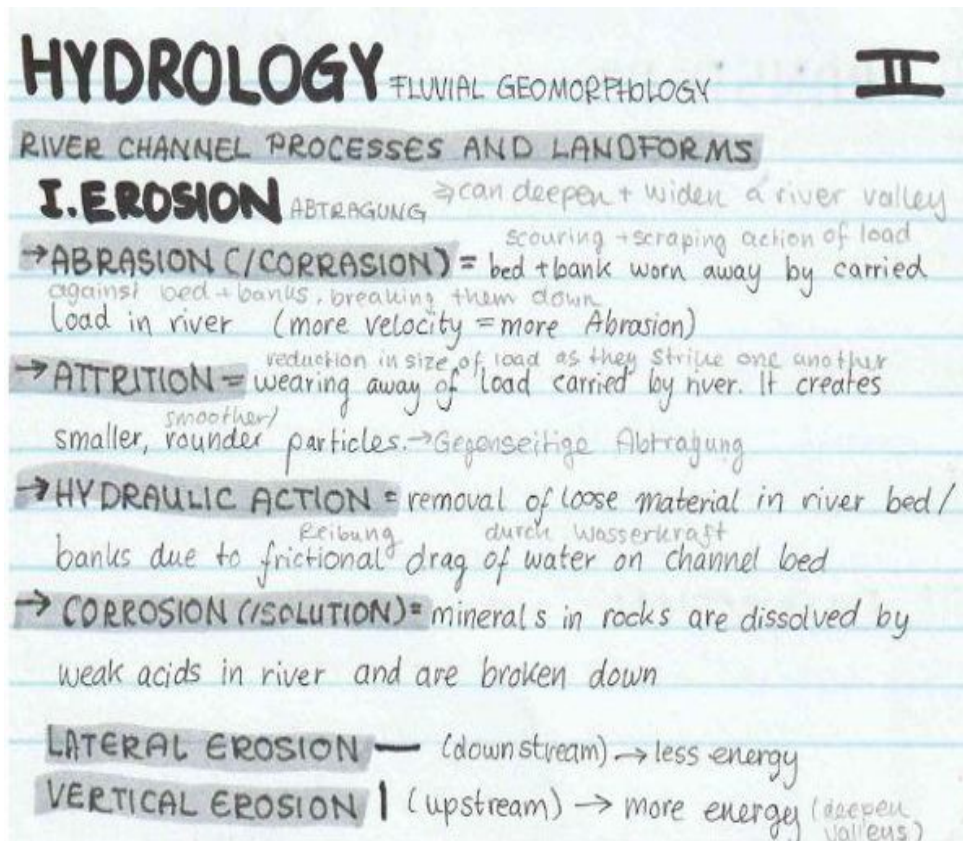 HYDROLOGY FLUVIAL GEOMORPHOLOGY II
RIVER CHANNEL PROCESSES AND LANDFORMS
I. EROSION ABTRAGUNG → can deepen + widen a river valley
scouring + scraping action of load
→ ABRASION (/CORRASION) = bed + bank worn away by carried
against bed + banks, breaking them down
load in river (more velocity = more Abrasion)
reduction in size of load as they strike one another
→ ATTRITION = wearing away of load carried by river. It creates
smoother/
smaller, rounder particles. → Gegenseitige Abtragung
→ HYDRAULIC ACTION = removal of loose material in river bed/
Reibung durch Wasserkraft
banks due to frictional drag of water on channel bed
→ CORROSION (/SOLUTION) = minerals in rocks are dissolved by
weak acids in river and are broken down
LATERAL EROSION — (downstream) → less energy
VERTICAL EROSION | (upstream) → more energy (deepen
valleys)